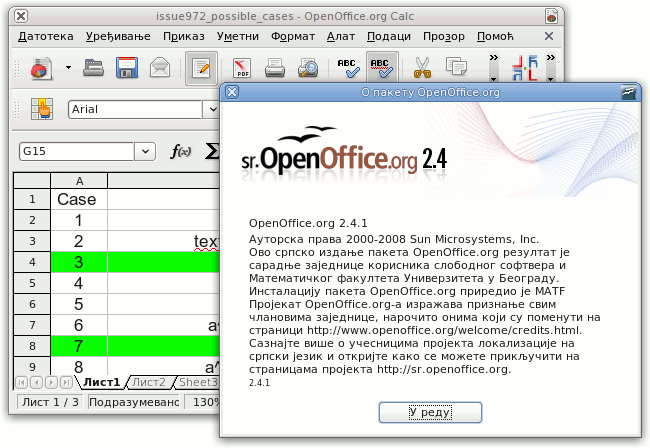 issue972_possible_cases - OpenOffice.org Calc
Датотека Уређивање Приказ Уметни Формат Алат Подаци Прозор Помоћ
PDF ABC ABC
Arial
G15 f(x) Σ
A
1 Case
2 1
3 2 tex
4 3
5 4
6 5
7 6 a^
8 7
9 8 a^
Лист1 Лист2 Sheet3
Лист 1 / 3 Подразумевано 130%
О пакету OpenOffice.org
sr.OpenOffice.org 2.4
OpenOffice.org 2.4.1
Ауторска права 2000-2008 Sun Microsystems, Inc.
Ово српско издање пакета OpenOffice.org резултат је
сарадње заједнице корисника слободног софтвера и
Математичког факултета Универзитета у Београду.
Инсталацију пакета OpenOffice.org приредио је MATF
Пројекат OpenOffice.org-а изражава признање свим
члановима заједнице, нарочито онима који су поменути на
страници http://www.openoffice.org/welcome/credits.html.
Сазнајте више о учесницима пројекта локализације на
српски језик и откријте како се можете прикључити на
страницама пројекта http://sr.openoffice.org.
2.4.1
У реду